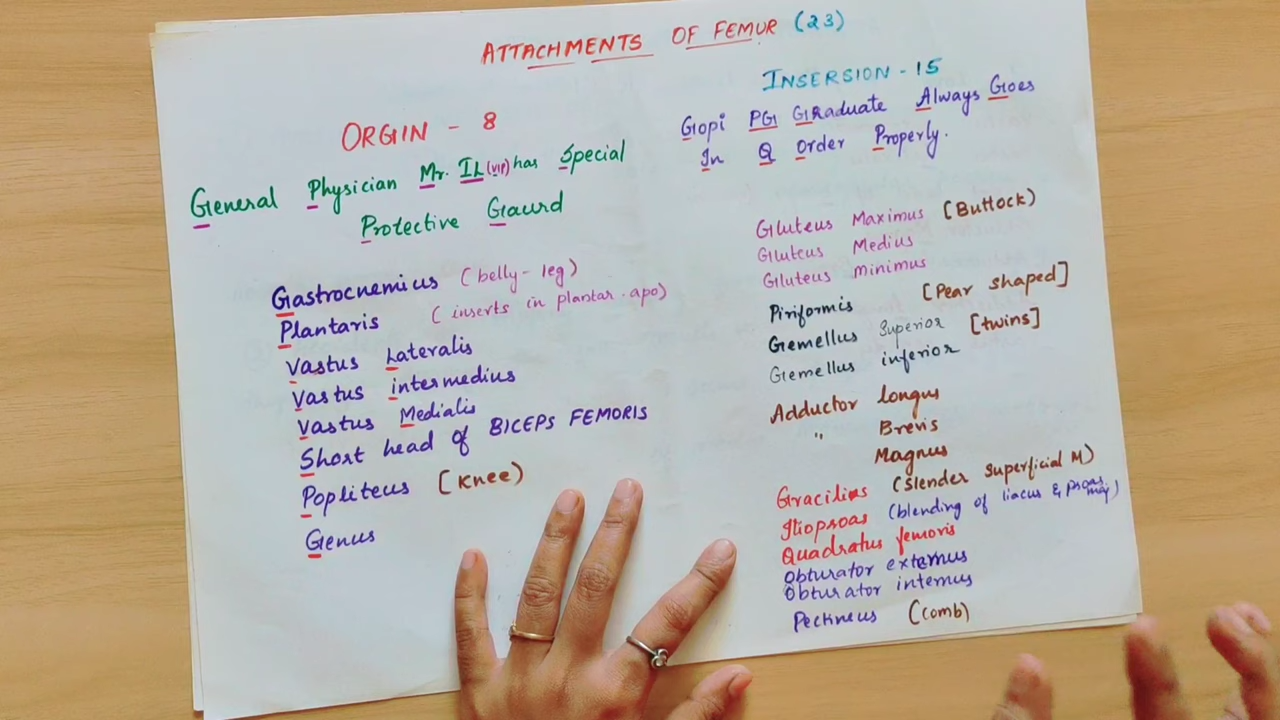 ATTACHMENTS OF FEMUR (23)
ORGIN - 8
General Physician Mr. IL (VIP) has Special
Protective Gaurd
Gastrocnemius (belly-leg)
Plantaris (inserts in plantar.apo)
Vastus Lateralis
Vastus intermedius
Vastus Medialis
Short head of BICEPS FEMORIS
Popliteus [Knee)
Genus
INSERSION - 15
Gopi PG GRaduate Always Goes
In Q Order Properly.
Gluteus Maximus [Buttock)
Gluteus Medius
Gluteus minimus
Piriformis [Pear shaped]
Gemellus Superior [twins]
Gemellus inferior
Adductor longus
" Brevis
Magnus
Gracilis (Slender Superficial M)
Iliopsoas (blending of liacus & Psoas maj)
Quadratus femoris
Obturator externus
Obturator internus
Pectineus (comb)